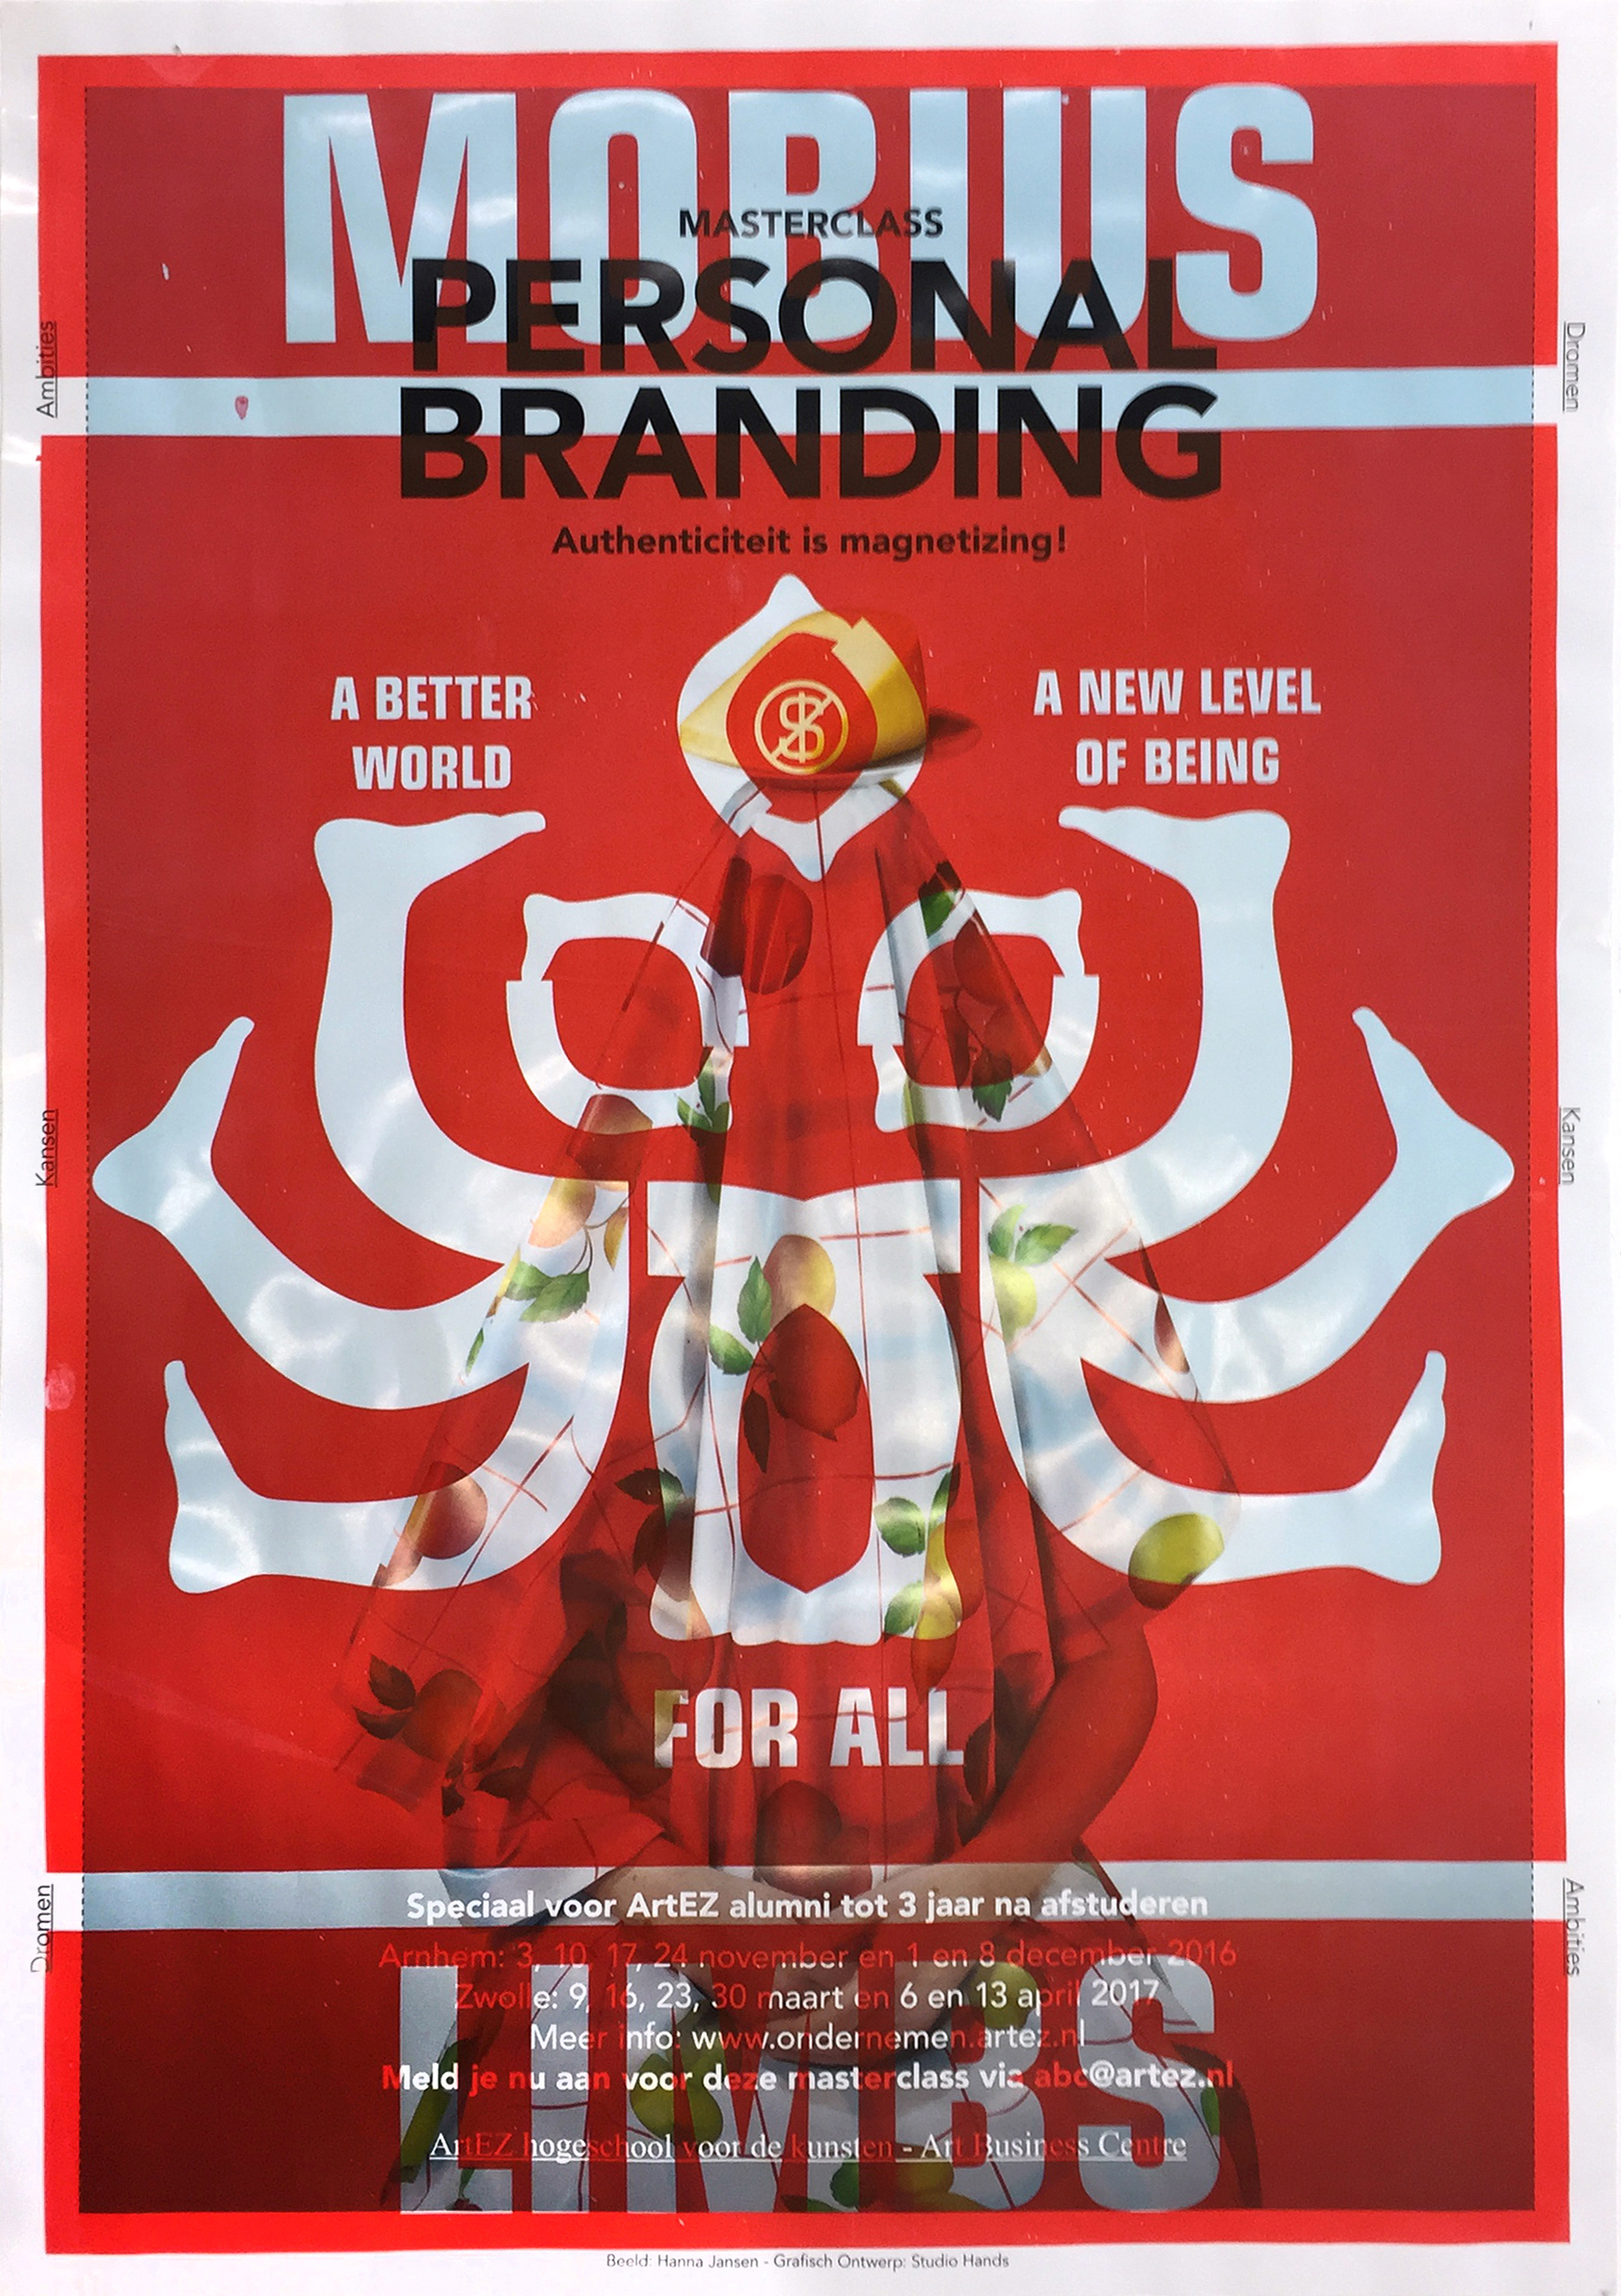 MOBIUS
MASTERCLASS
PERSONAL
BRANDING
Authenticiteit is magnetizing!
A BETTER
WORLD
A NEW LEVEL
OF BEING
$
FOR ALL
Speciaal voor ArtEZ alumni tot 3 jaar na afstuderen
Arnhem: 3, 10, 17, 24 november en 1 en 8 december 2016
Zwolle: 9, 16, 23, 30 maart en 6 en 13 april 2017
Meer info: www.ondernemen.artez.nl
Meld je nu aan voor deze masterclass via abc@artez.nl
ArtEZ hogeschool voor de kunsten - Art Business Centre
LIMBS
Ambities
Kansen
Dromen
Dromen
Kansen
Ambities
Beeld: Hanna Jansen - Grafisch Ontwerp: Studio Hands